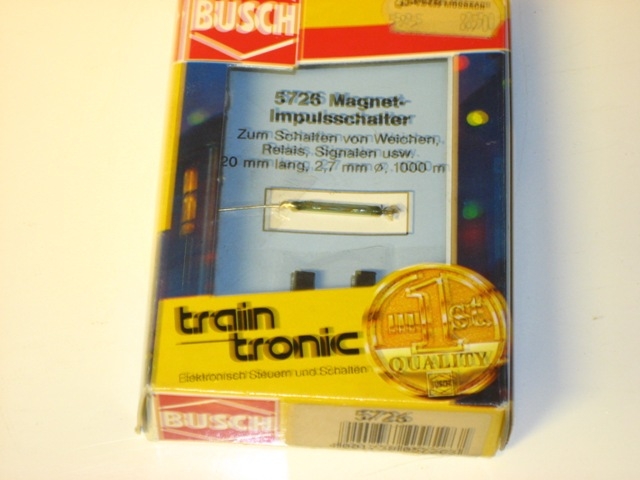 BUSCH
5726 Magnet-
Impulsschalter
Zum Schalten von Weichen,
Relais, Signalen usw.
20 mm lang, 2,7 mm ø, 1000 m
1st.
QUALITY
train
tronic
Elektronisch Steuern und Schalten
BUSCH
5726